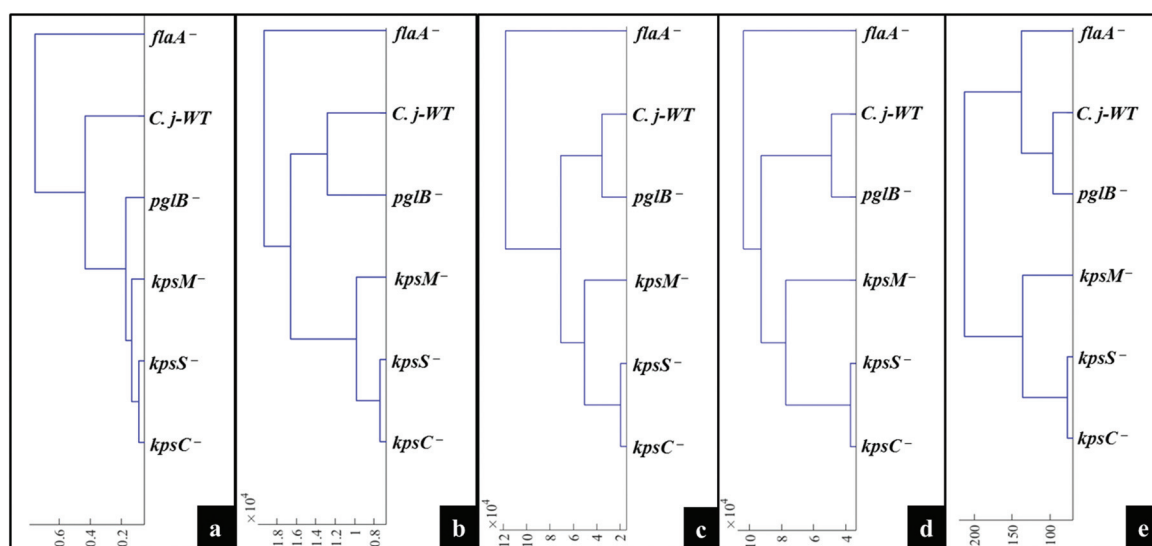 flaA⁻
C. j-WT
pglB⁻
kpsM⁻
kpsS⁻
kpsC⁻
0.6 0.4 0.2
a
flaA⁻
C. j-WT
pglB⁻
kpsM⁻
kpsS⁻
kpsC⁻
×10⁴
1.8 1.6 1.4 1.2 1 0.8
b
flaA⁻
C. j-WT
pglB⁻
kpsM⁻
kpsS⁻
kpsC⁻
×10⁴
12 10 8 6 4 2
c
flaA⁻
C. j-WT
pglB⁻
kpsM⁻
kpsS⁻
kpsC⁻
×10⁴
10 8 6 4
d
flaA⁻
C. j-WT
pglB⁻
kpsM⁻
kpsS⁻
kpsC⁻
200 150 100
e